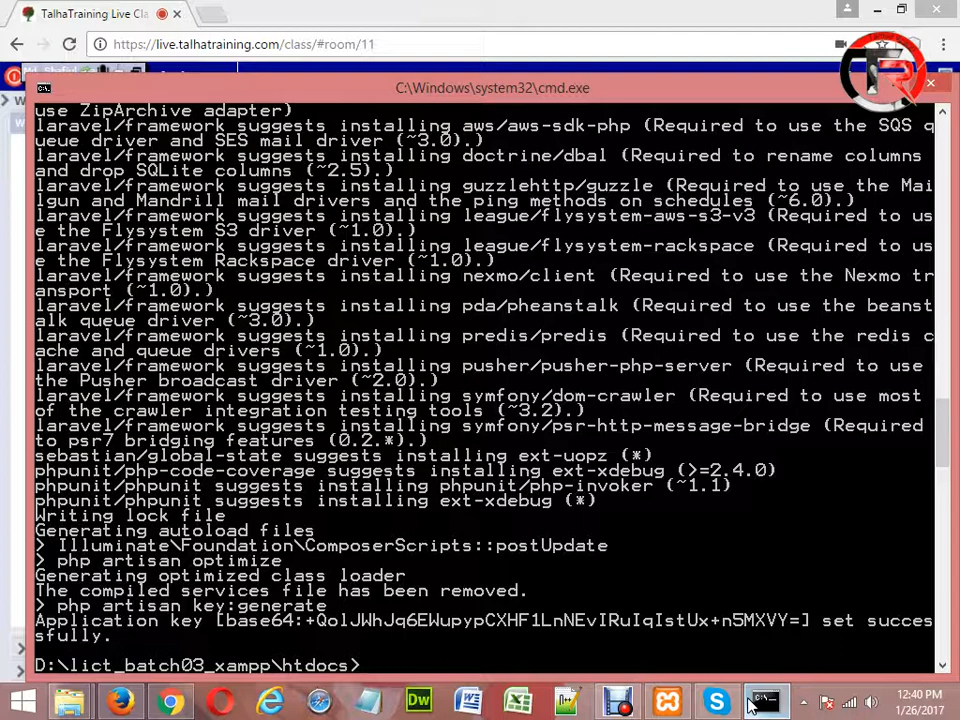 TalhaTraining Live Cla
https://live.talhatraining.com/class/#room/11
TR
C:\Windows\system32\cmd.exe
use ZipArchive adapter)
laravel/framework suggests installing aws/aws-sdk-php (Required to use the SQS q
ueue driver and SES mail driver (~3.0).)
laravel/framework suggests installing doctrine/dbal (Required to rename columns
and drop SQLite columns (~2.5).)
laravel/framework suggests installing guzzlehttp/guzzle (Required to use the Mai
lgun and Mandrill mail drivers and the ping methods on schedules (~6.0).)
laravel/framework suggests installing league/flysystem-aws-s3-v3 (Required to us
e the Flysystem S3 driver (~1.0).)
laravel/framework suggests installing league/flysystem-rackspace (Required to us
e the Flysystem Rackspace driver (~1.0).)
laravel/framework suggests installing nexmo/client (Required to use the Nexmo tr
ansport (~1.0).)
laravel/framework suggests installing pda/pheanstalk (Required to use the beanst
alk queue driver (~3.0).)
laravel/framework suggests installing predis/predis (Required to use the redis c
ache and queue drivers (~1.0).)
laravel/framework suggests installing pusher/pusher-php-server (Required to use
the Pusher broadcast driver (~2.0).)
laravel/framework suggests installing symfony/dom-crawler (Required to use most
of the crawler integration testing tools (~3.2).)
laravel/framework suggests installing symfony/psr-http-message-bridge (Required
to psr7 bridging features (0.2.*).)
sebastian/global-state suggests installing ext-uopz (*)
phpunit/php-code-coverage suggests installing ext-xdebug (>=2.4.0)
phpunit/phpunit suggests installing phpunit/php-invoker (~1.1)
phpunit/phpunit suggests installing ext-xdebug (*)
Writing lock file
Generating autoload files
> Illuminate\Foundation\ComposerScripts::postUpdate
> php artisan optimize
Generating optimized class loader
The compiled services file has been removed.
> php artisan key:generate
Application key [base64:+QolJWhJq6EWupypCXHF1LnNEvIRuIqIstUx+n5MXVY=] set succes
sfully.
D:\lict_batch03_xampp\htdocs>
Dw
12:40 PM
1/26/2017